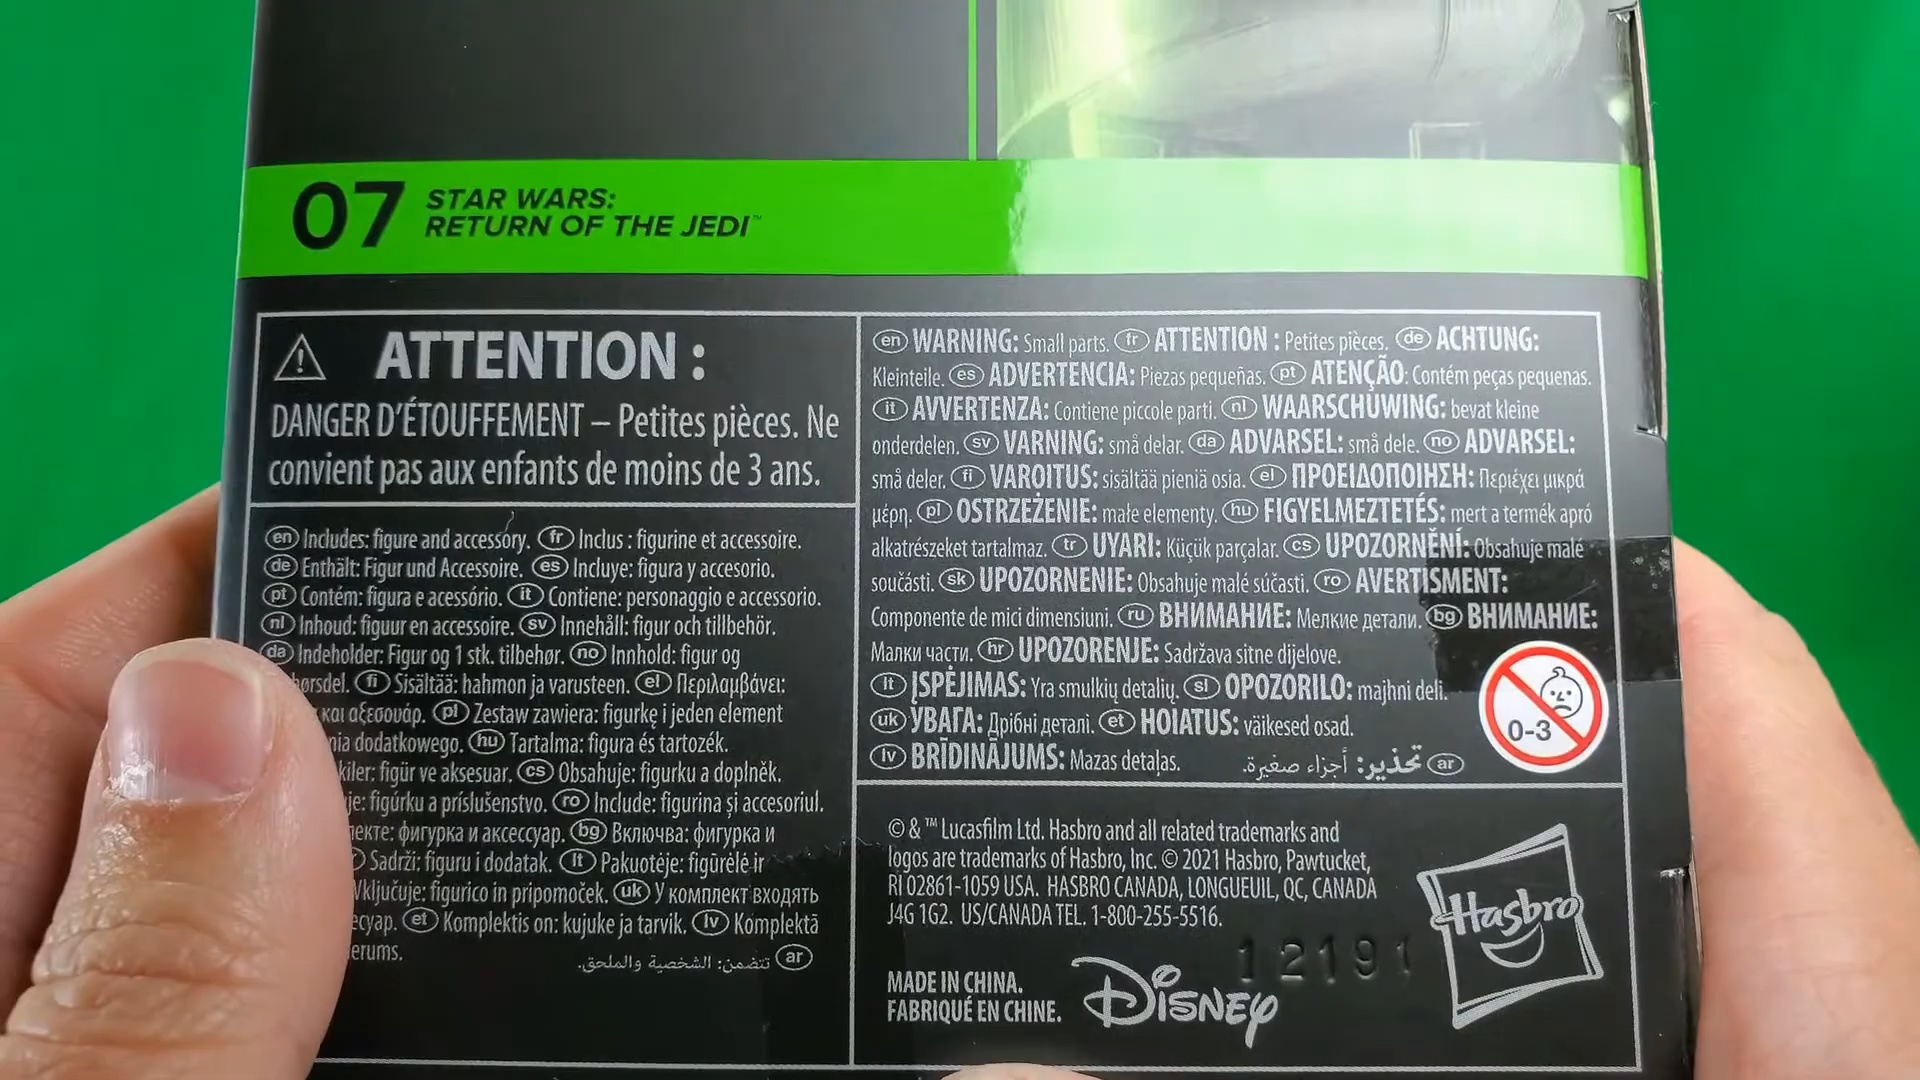 07 STAR WARS:
RETURN OF THE JEDI™
ATTENTION :
DANGER D'ÉTOUFFEMENT – Petites pièces. Ne
convient pas aux enfants de moins de 3 ans.
en Includes: figure and accessory. fr Inclus : figurine et accessoire.
de Enthält: Figur und Accessoire. es Incluye: figura y accesorio.
pt Contém: figura e acessório. it Contiene: personaggio e accessorio.
nl Inhoud: figuur en accessoire. sv Innehåll: figur och tillbehör.
da Indeholder: Figur og 1 stk. tilbehør. no Innhold: figur og
fi Sisältää: hahmon ja varusteen. el Περιλαμβάνει:
και αξεσουάρ. pl Zestaw zawiera: figurkę i jeden element
dodatkowego. hu Tartalma: figura és tartozék.
figür ve aksesuar. cs Obsahuje: figurku a doplněk.
figúrku a príslušenstvo. ro Include: figurina și accesoriul.
фигурка и аксессуар. bg Включва: фигурка и
Sadrži: figuru i dodatak. lt Pakuotėje: figūrėlė ir
Vključuje: figurico in pripomoček. uk У комплект входять
et Komplektis on: kujuke ja tarvik. lv Komplektā
ar تتضمن: الشخصية والملحق.
en WARNING: Small parts. fr ATTENTION : Petites pièces. de ACHTUNG:
Kleinteile. es ADVERTENCIA: Piezas pequeñas. pt ATENÇÃO: Contém peças pequenas.
it AVVERTENZA: Contiene piccole parti. nl WAARSCHUWING: bevat kleine
onderdelen. sv VARNING: små delar. da ADVARSEL: små dele. no ADVARSEL:
små deler. fi VAROITUS: sisältää pieniä osia. el ΠΡΟΕΙΔΟΠΟΙΗΣΗ: Περιέχει μικρά
μέρη. pl OSTRZEŻENIE: małe elementy. hu FIGYELMEZTETÉS: mert a termék apró
alkatrészeket tartalmaz. tr UYARI: Küçük parçalar. cs UPOZORNĚNÍ: Obsahuje malé
součásti. sk UPOZORNENIE: Obsahuje malé súčasti. ro AVERTISMENT:
Componente de mici dimensiuni. ru ВНИМАНИЕ: Мелкие детали. bg ВНИМАНИЕ:
Малки части. hr UPOZORENJE: Sadržava sitne dijelove.
lt ĮSPĖJIMAS: Yra smulkių detalių. sl OPOZORILO: majhni deli.
uk УВАГА: Дрібні деталі. et HOIATUS: väikesed osad.
lv BRĪDINĀJUMS: Mazas detaļas. ar تحذير: أجزاء صغيرة.
0-3
© & ™ Lucasfilm Ltd. Hasbro and all related trademarks and
logos are trademarks of Hasbro, Inc. © 2021 Hasbro, Pawtucket,
RI 02861-1059 USA. HASBRO CANADA, LONGUEUIL, QC, CANADA
J4G 1G2. US/CANADA TEL. 1-800-255-5516.
MADE IN CHINA.
FABRIQUÉ EN CHINE.
Disney
12191
Hasbro